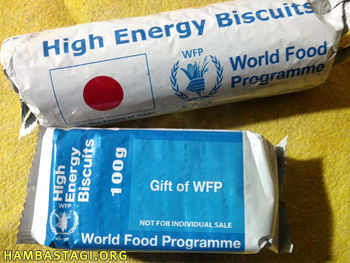 High Energy Biscuits
WFP
World Food
Programme
High
Energy
Biscuits
100g
WFP
Gift of WFP
NOT FOR INDIVIDUAL SALE
World Food Programme
HAMBASTAGI.ORG